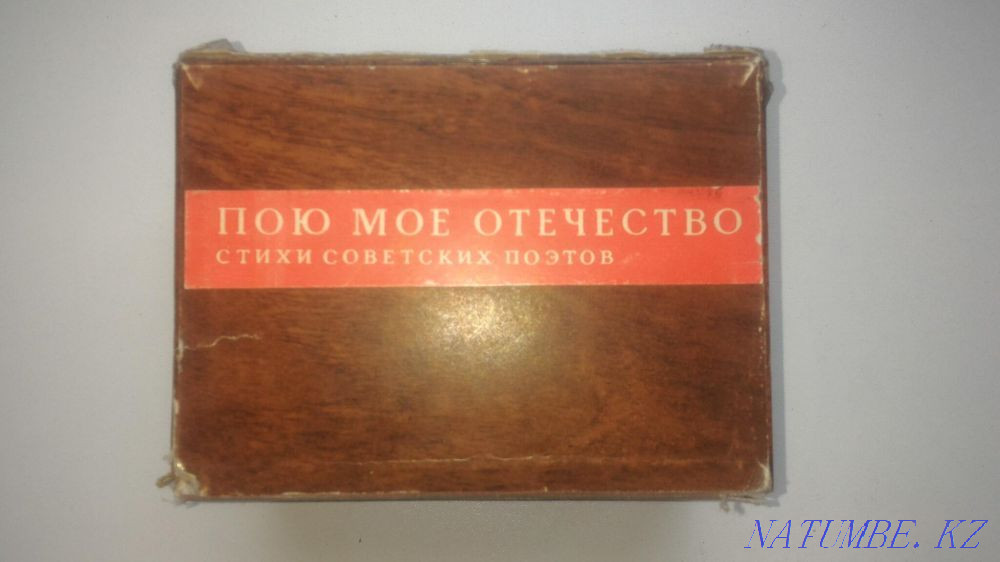 ПОЮ МОЕ ОТЕЧЕСТВО
СТИХИ СОВЕТСКИХ ПОЭТОВ
NATUMBE.KZ